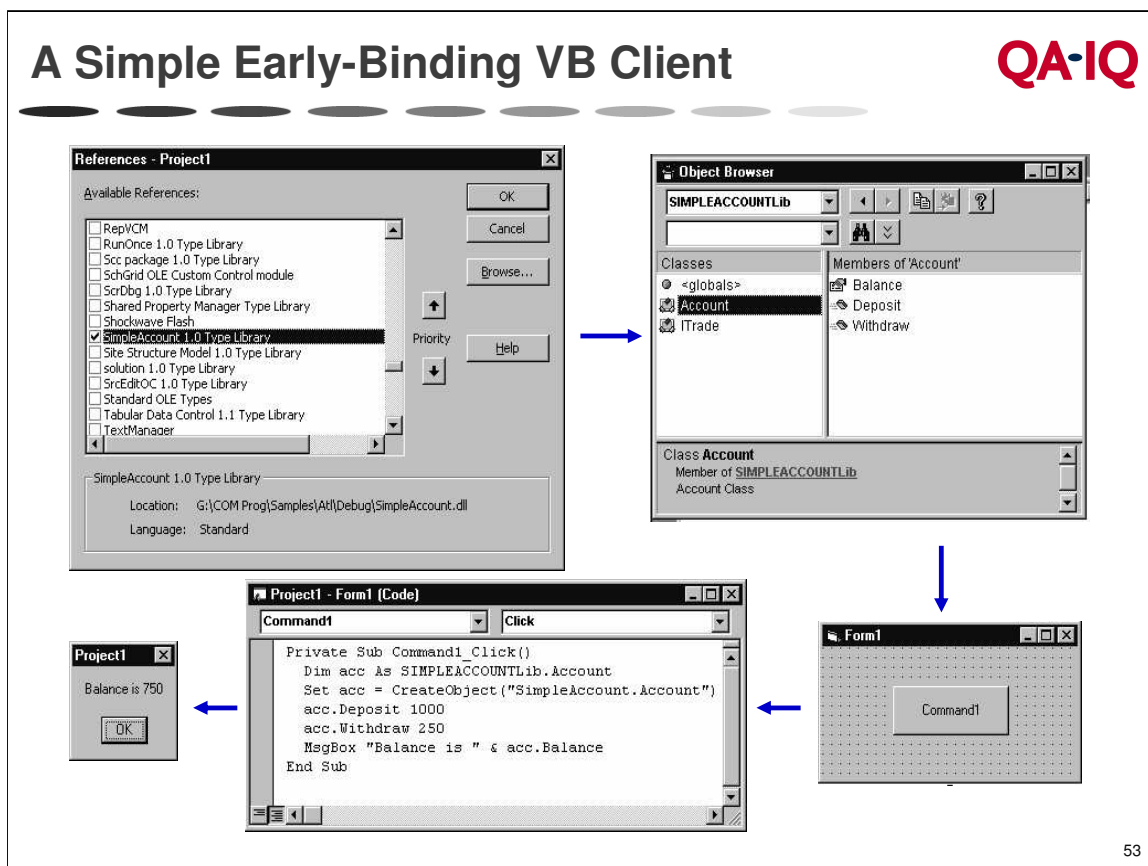 A Simple Early-Binding VB Client
QA-IQ
References - Project1
Available References:
RepVCM
RunOnce 1.0 Type Library
Scc package 1.0 Type Library
SchGrid OLE Custom Control module
ScrDbg 1.0 Type Library
Shared Property Manager Type Library
Shockwave Flash
SimpleAccount 1.0 Type Library
Site Structure Model 1.0 Type Library
solution 1.0 Type Library
SrcEditOC 1.0 Type Library
Standard OLE Types
Tabular Data Control 1.1 Type Library
TextManager
OK
Cancel
Browse...
Priority
Help
SimpleAccount 1.0 Type Library
Location: G:\COM Prog\Samples\Atl\Debug\SimpleAccount.dll
Language: Standard
Object Browser
SIMPLEACCOUNTLib
Classes
<globals>
Account
ITrade
Members of 'Account'
Balance
Deposit
Withdraw
Class Account
Member of SIMPLEACCOUNTLib
Account Class
Form1
Command1
Project1 - Form1 (Code)
Command1
Click
Private Sub Command1_Click()
Dim acc As SIMPLEACCOUNTLib.Account
Set acc = CreateObject("SimpleAccount.Account")
acc.Deposit 1000
acc.Withdraw 250
MsgBox "Balance is " & acc.Balance
End Sub
Project1
Balance is 750
OK
53